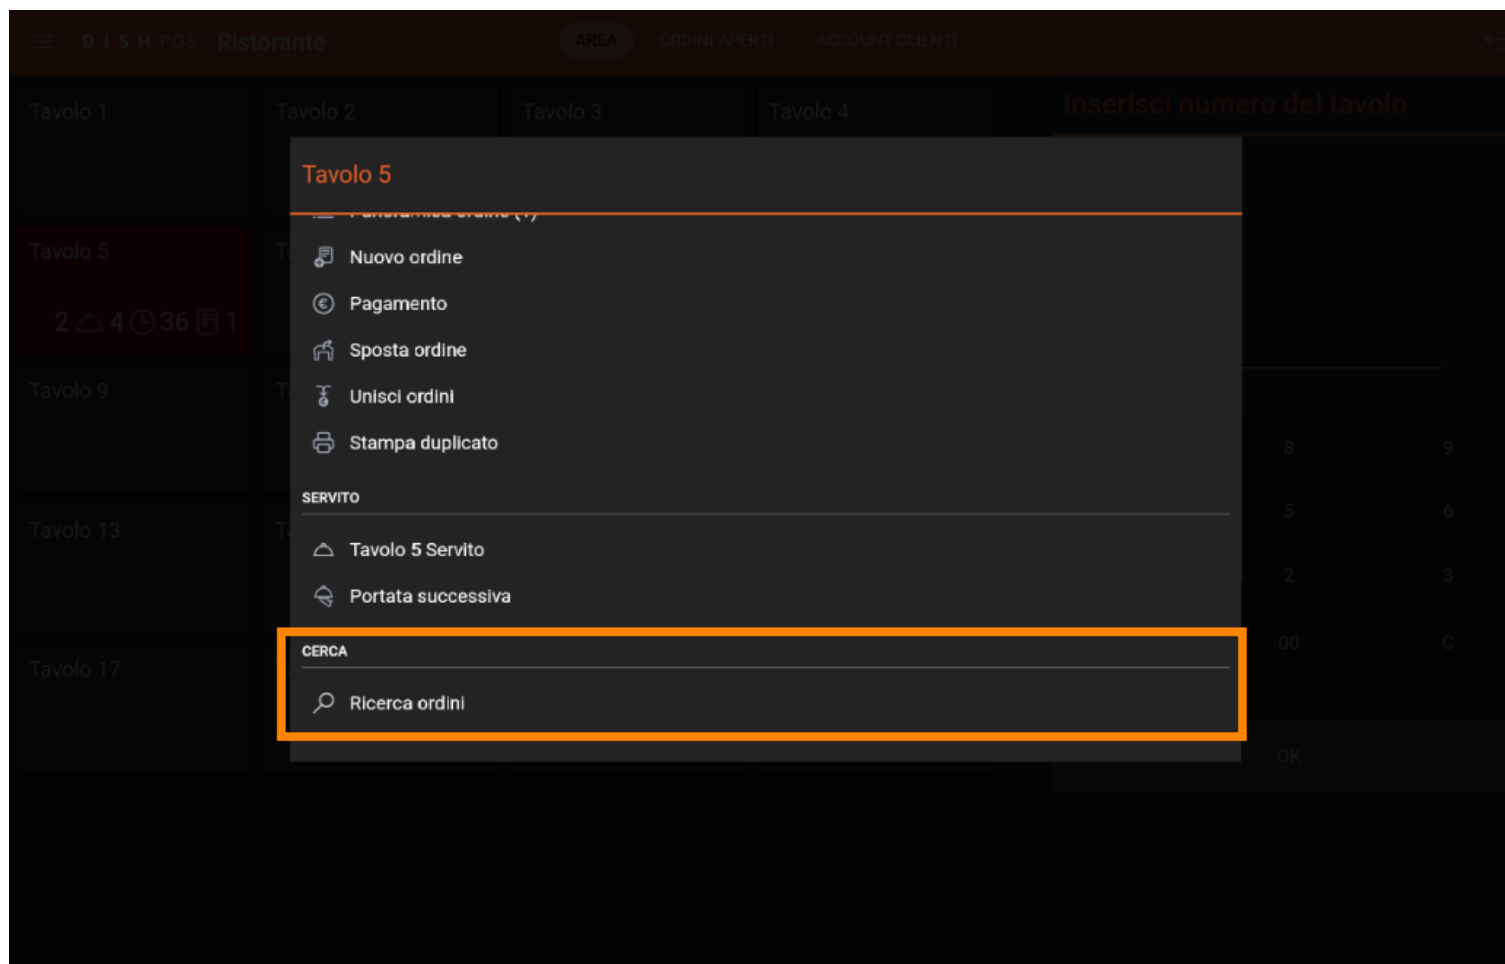 DISH POS Ristorante AREA ORDINI APERTI ACCOUNT CLIENTI
Tavolo 1 Tavolo 2 Tavolo 3 Tavolo 4 Inserisci numero del tavolo
Tavolo 5
Panoramica ordine (1)
Tavolo 5
Nuovo ordine
Pagamento
2 4 36 1
Sposta ordine
Tavolo 9
Unisci ordini
Stampa duplicato
8 9
SERVITO
5 6
Tavolo 13
Tavolo 5 Servito
2 3
Portata successiva
00 C
CERCA
Tavolo 17
Ricerca ordini
OK